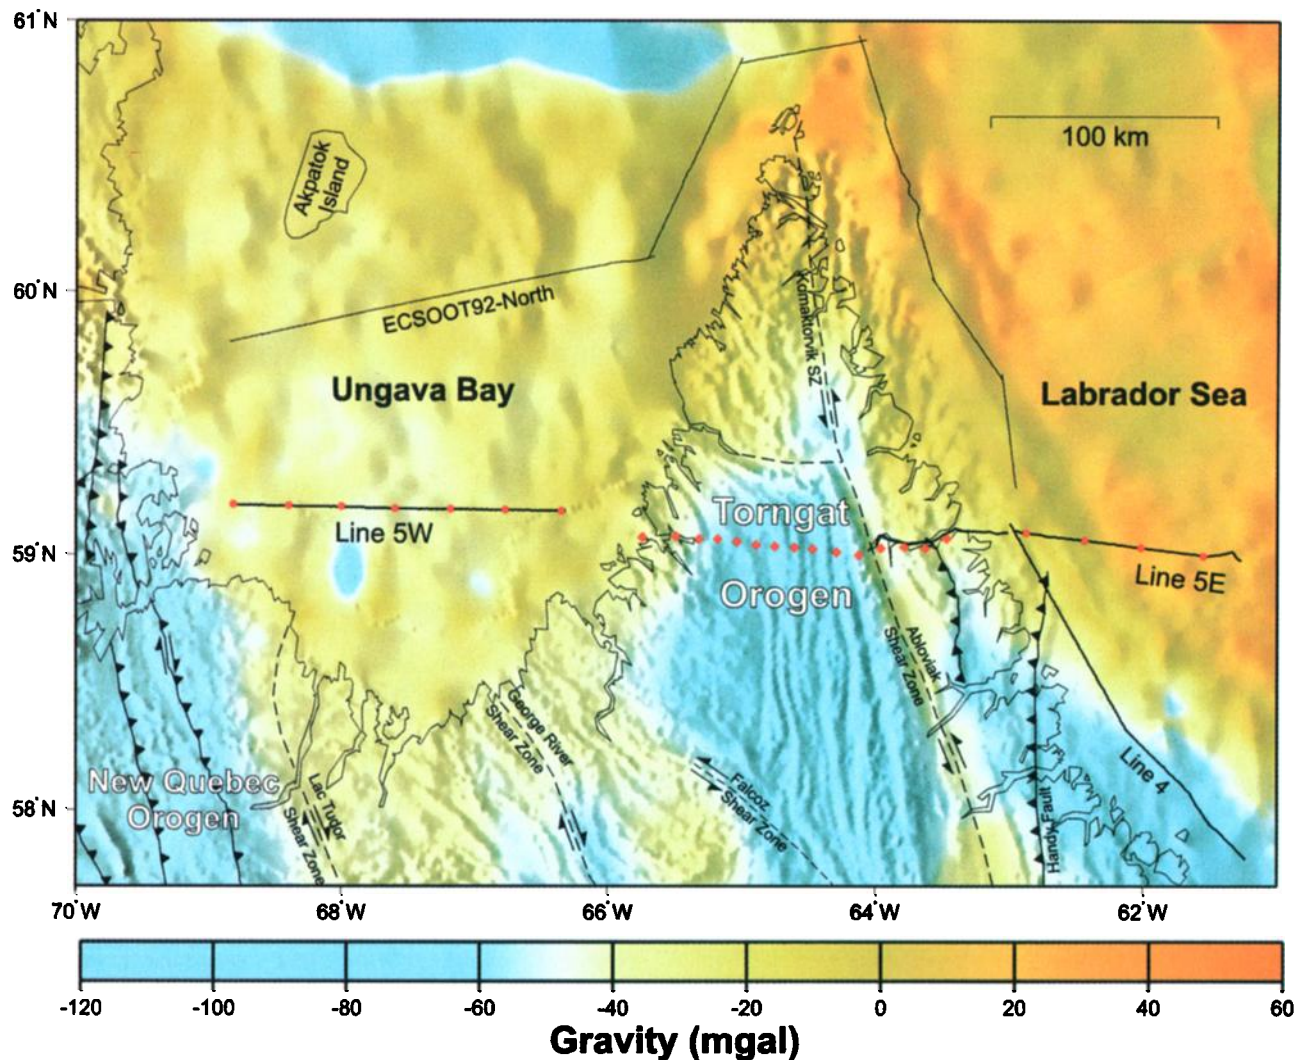 61°N
100 km
Akpatok
Island
60°N
ECSOOT92-North
Komaktorvik SZ
Ungava Bay
Labrador Sea
Torngat
Line 5W
59°N
Line 5E
Orogen
Abloviak
Shear Zone
George River
Shear Zone
Line 4
Falcoz
Shear Zone
New Quebec
Orogen
58°N
Lac Tudor
Shear Zone
Handy Fault
70°W
68°W
66°W
64°W
62°W
-120 -100 -80 -60 -40 -20 0 20 40 60
Gravity (mgal)